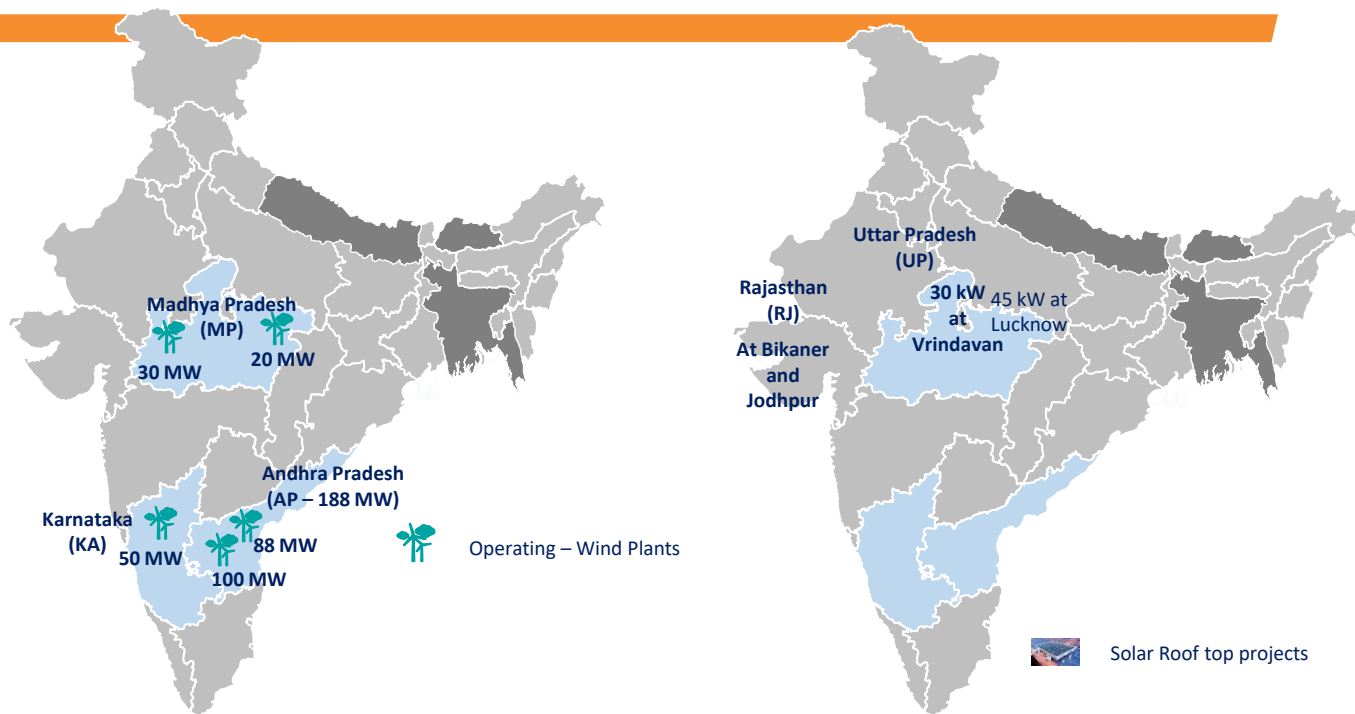 Madhya Pradesh
(MP)
30 MW
20 MW
Andhra Pradesh
(AP – 188 MW)
Karnataka
(KA)
50 MW
88 MW
100 MW
Operating – Wind Plants
Uttar Pradesh
(UP)
Rajasthan
(RJ)
At Bikaner
and
Jodhpur
30 kW
at
Vrindavan
45 kW at
Lucknow
Solar Roof top projects